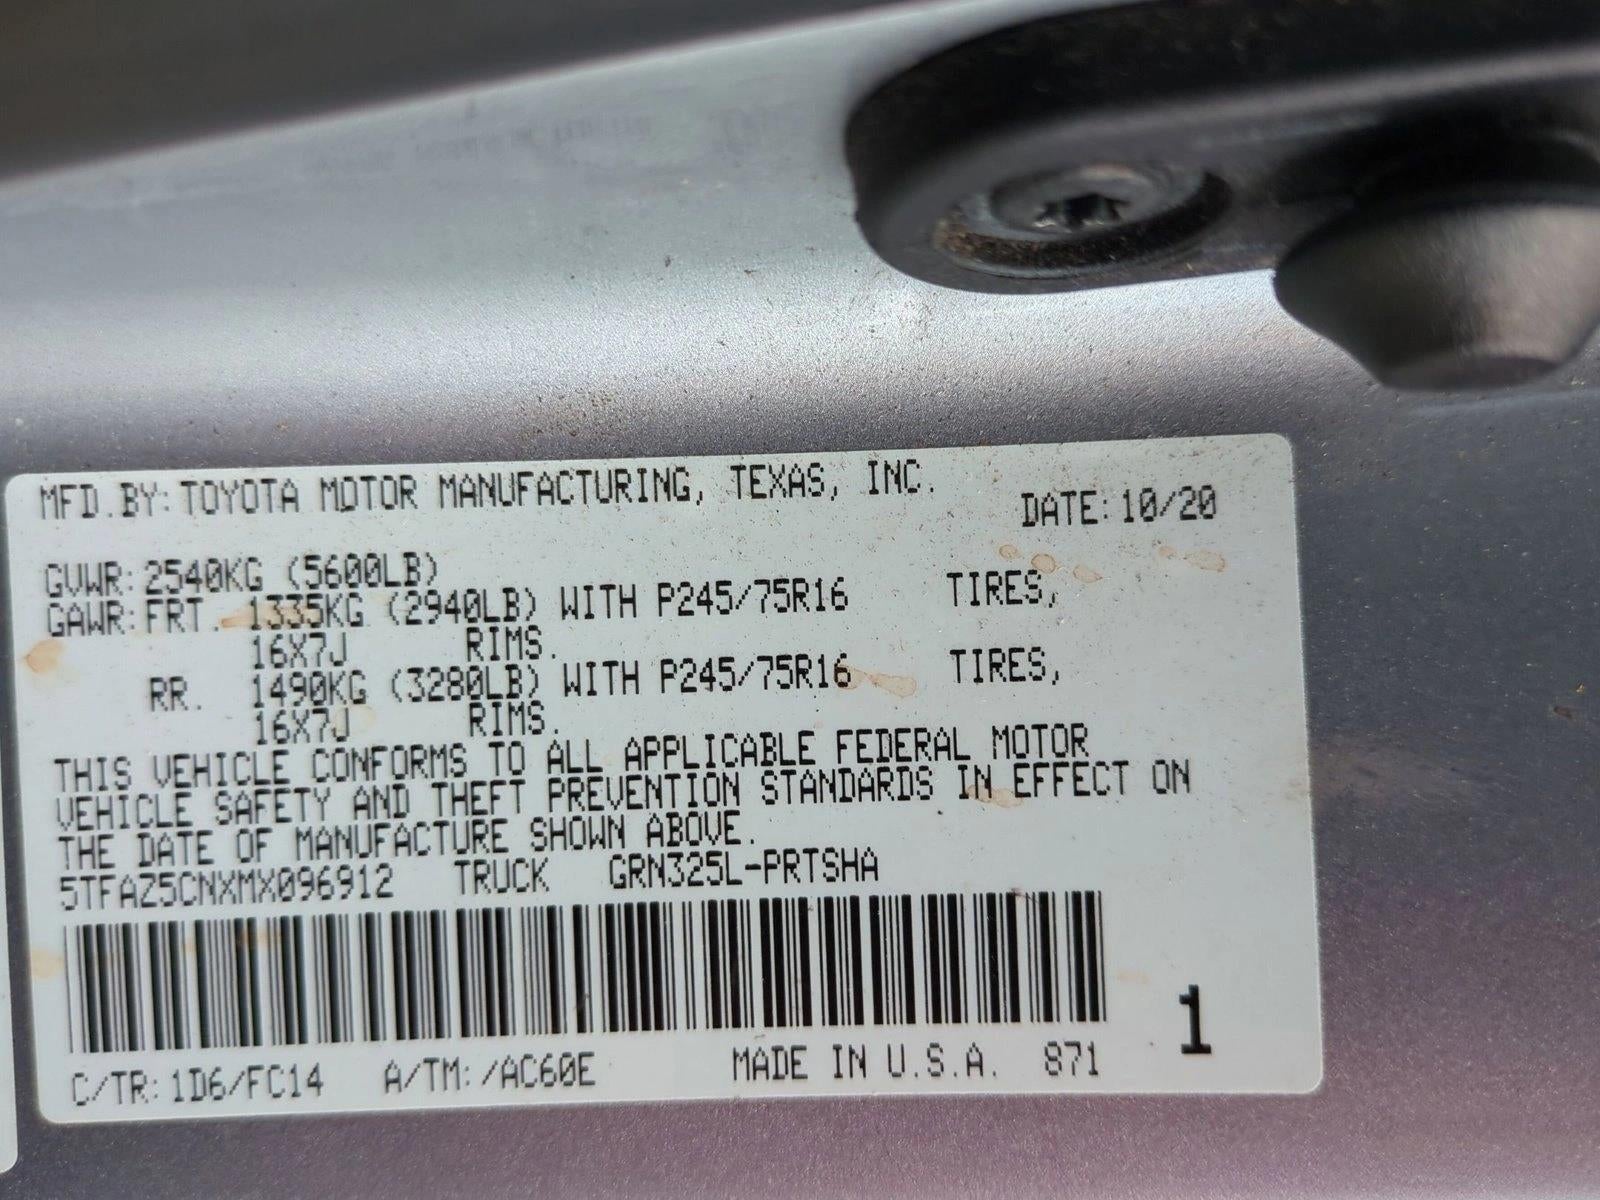 MFD.BY: TOYOTA MOTOR MANUFACTURING, TEXAS, INC.
DATE: 10/20
GVWR: 2540KG (5600LB)
GAWR: FRT. 1335KG (2940LB) WITH P245/75R16 TIRES,
16X7J RIMS.
RR. 1490KG (3280LB) WITH P245/75R16 TIRES,
16X7J RIMS.
THIS VEHICLE CONFORMS TO ALL APPLICABLE FEDERAL MOTOR
VEHICLE SAFETY AND THEFT PREVENTION STANDARDS IN EFFECT ON
THE DATE OF MANUFACTURE SHOWN ABOVE.
5TFAZ5CNXMX096912 TRUCK GRN325L-PRTSHA
1
C/TR: 1D6/FC14 A/TM: /AC60E MADE IN U.S.A. 871